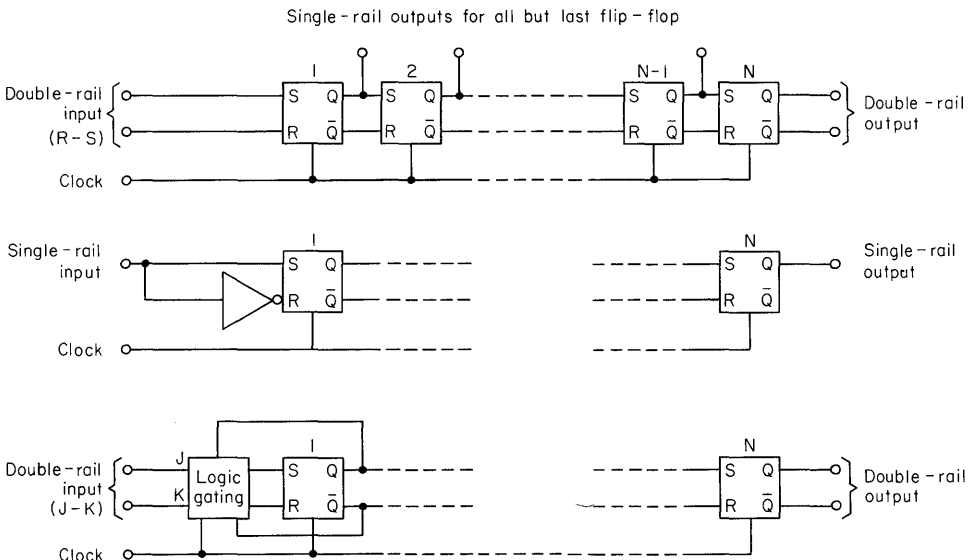 Single-rail outputs for all but last flip-flop
1 2 N-1 N
Double-rail
input
(R-S)
S Q S Q S Q S Q
R Q̅ R Q̅ R Q̅ R Q̅
Double-rail
output
Clock
1 N
Single-rail
input
S Q S Q
R Q̅ R Q̅
Single-rail
output
Clock
1 N
Double-rail
input
(J-K)
J
K
Logic
gating
S Q S Q
R Q̅ R Q̅
Double-rail
output
Clock